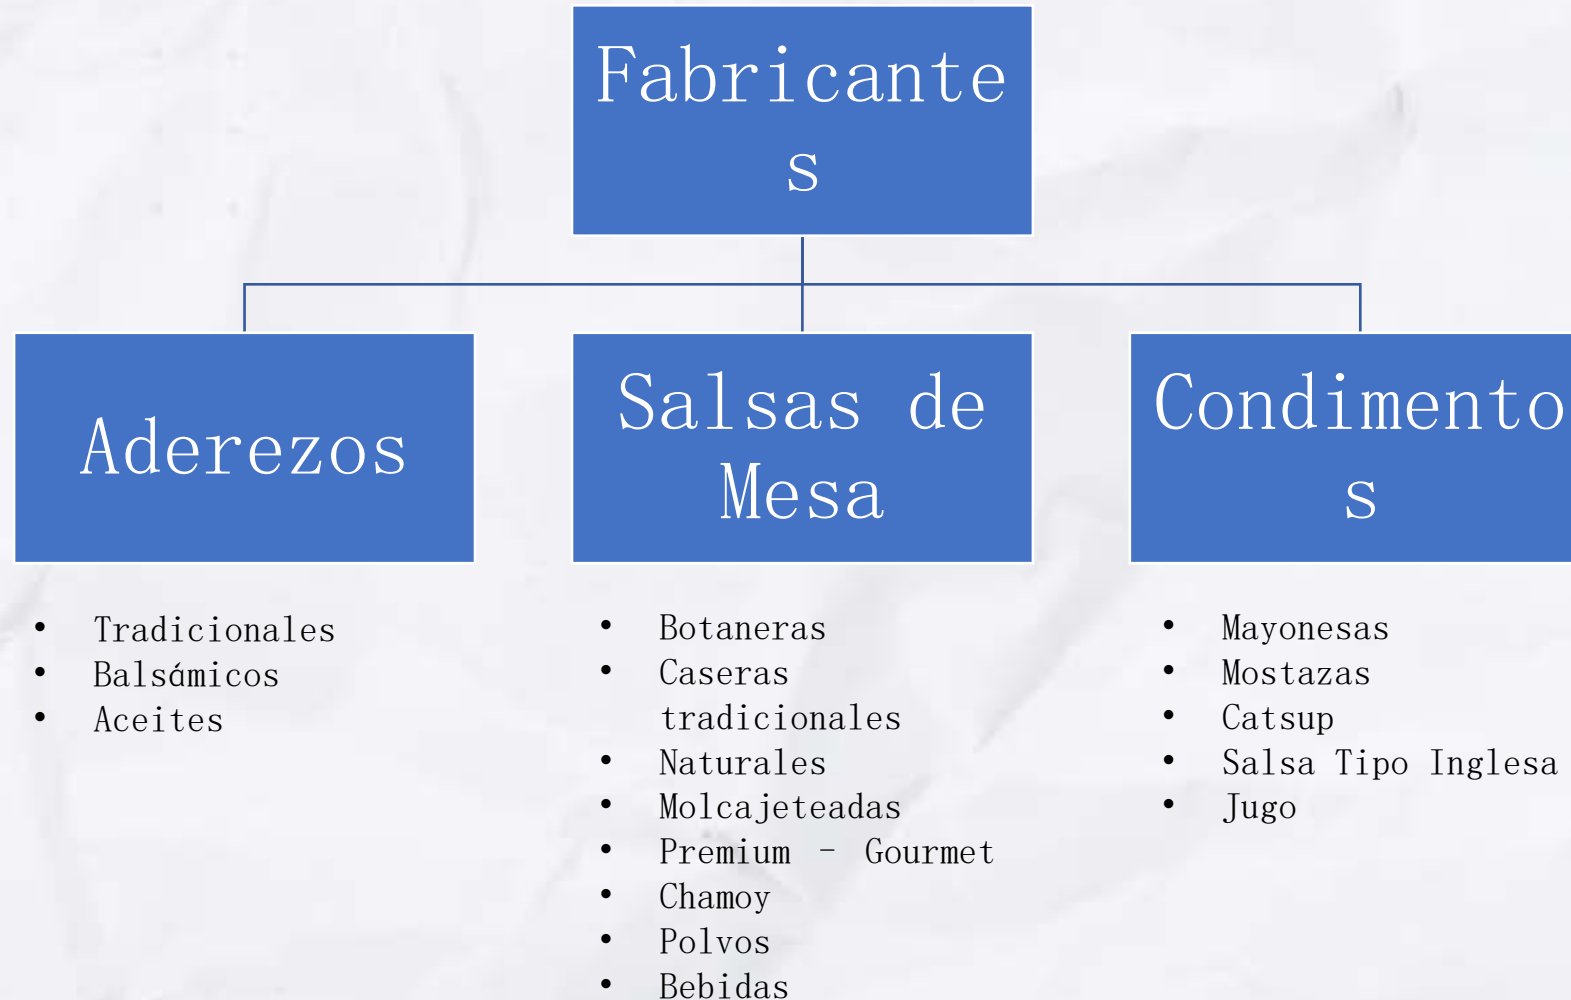 Fabricante
s
Aderezos
Salsas de
Mesa
Condimento
s
• Tradicionales
• Balsámicos
• Aceites
• Botaneras
• Caseras
tradicionales
• Naturales
• Molcajeteadas
• Premium – Gourmet
• Chamoy
• Polvos
• Bebidas
• Mayonesas
• Mostazas
• Catsup
• Salsa Tipo Inglesa
• Jugo